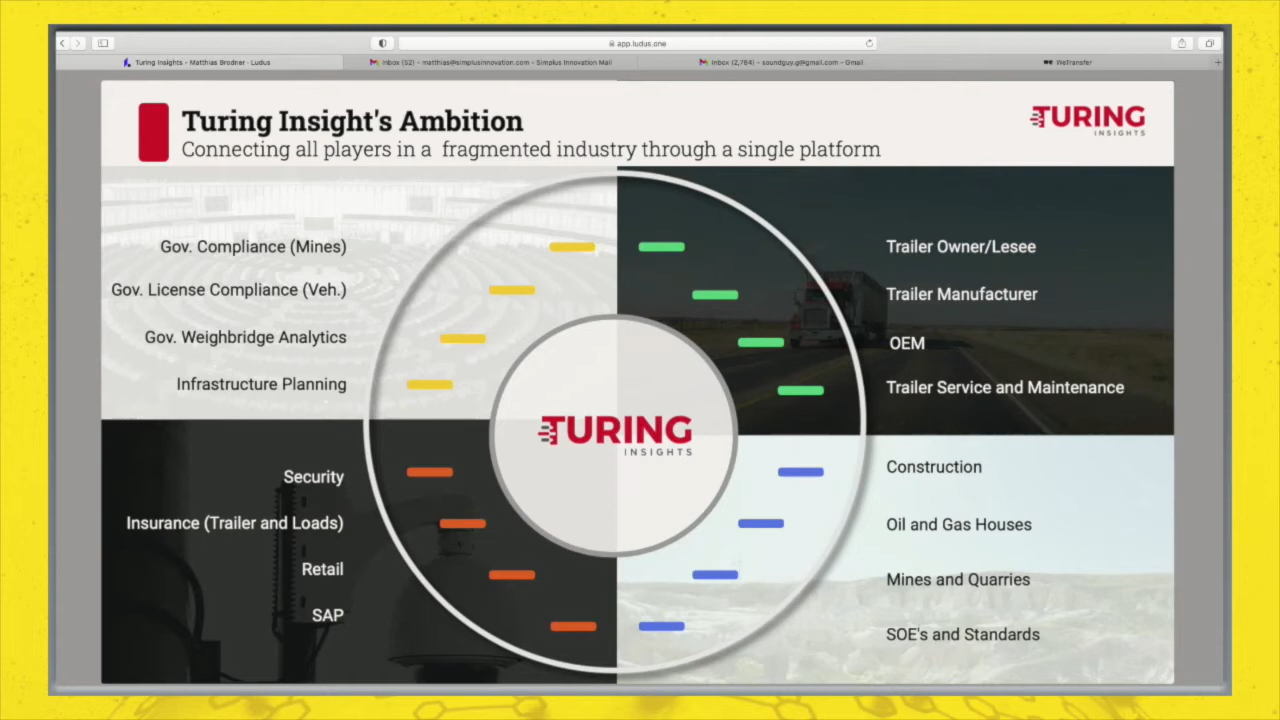 app.ludus.one
Turing Insights - Matthias Brodner - Ludus
Inbox (52) - matthias@simplusinnovation.com - Simplus Innovation Mail
Inbox (2,764) - soundguy.g@gmail.com - Gmail
WeTransfer
Turing Insight's Ambition
Connecting all players in a fragmented industry through a single platform
TURING
INSIGHTS
Gov. Compliance (Mines)
Gov. License Compliance (Veh.)
Gov. Weighbridge Analytics
Infrastructure Planning
Trailer Owner/Lesee
Trailer Manufacturer
OEM
Trailer Service and Maintenance
TURING
INSIGHTS
Security
Insurance (Trailer and Loads)
Retail
SAP
Construction
Oil and Gas Houses
Mines and Quarries
SOE's and Standards